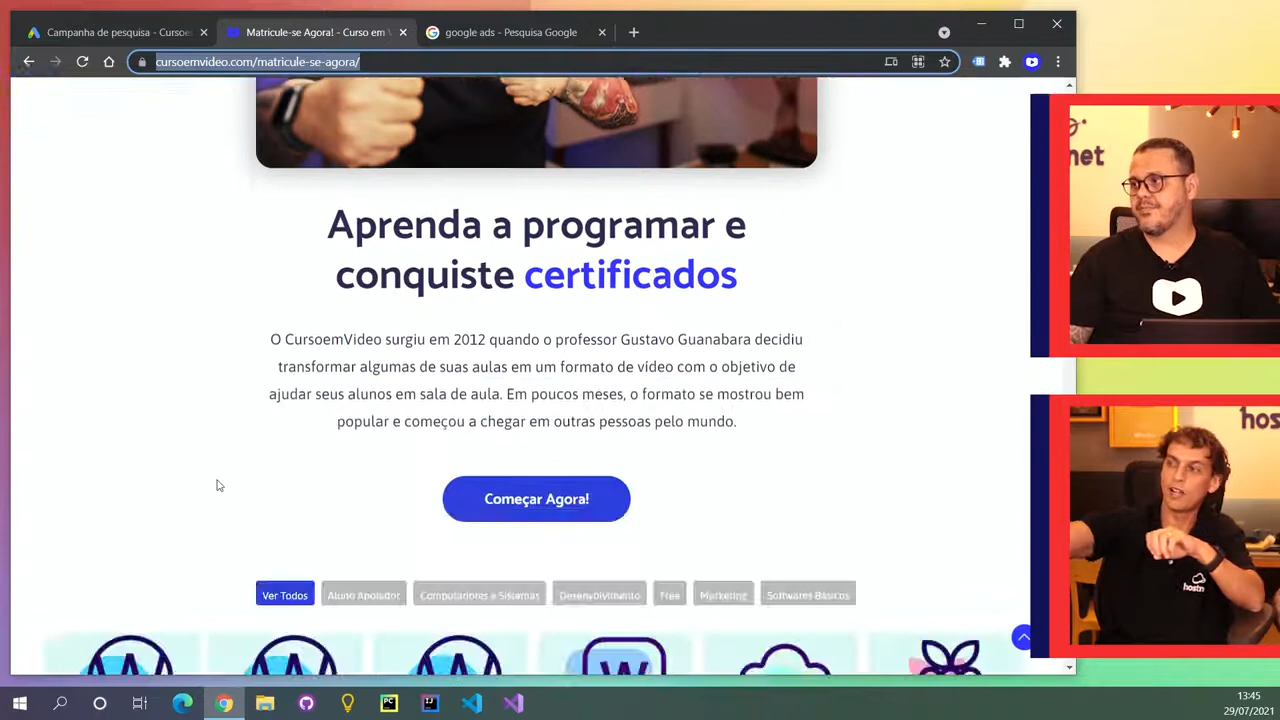 Campanha de pesquisa - Cursoe
Matricule-se Agora! - Curso em V
google ads - Pesquisa Google
cursoemvideo.com/matricule-se-agora/
Aprenda a programar e
conquiste certificados
O CursoemVideo surgiu em 2012 quando o professor Gustavo Guanabara decidiu
transformar algumas de suas aulas em um formato de vídeo com o objetivo de
ajudar seus alunos em sala de aula. Em poucos meses, o formato se mostrou bem
popular e começou a chegar em outras pessoas pelo mundo.
Começar Agora!
Ver Todos
Aluno Apoiador
Computadores e Sistemas
Desenvolvimento
Free
Marketing
Softwares Básicos
net
hos
hostn
PC
IJ
W
13:45
29/07/2021